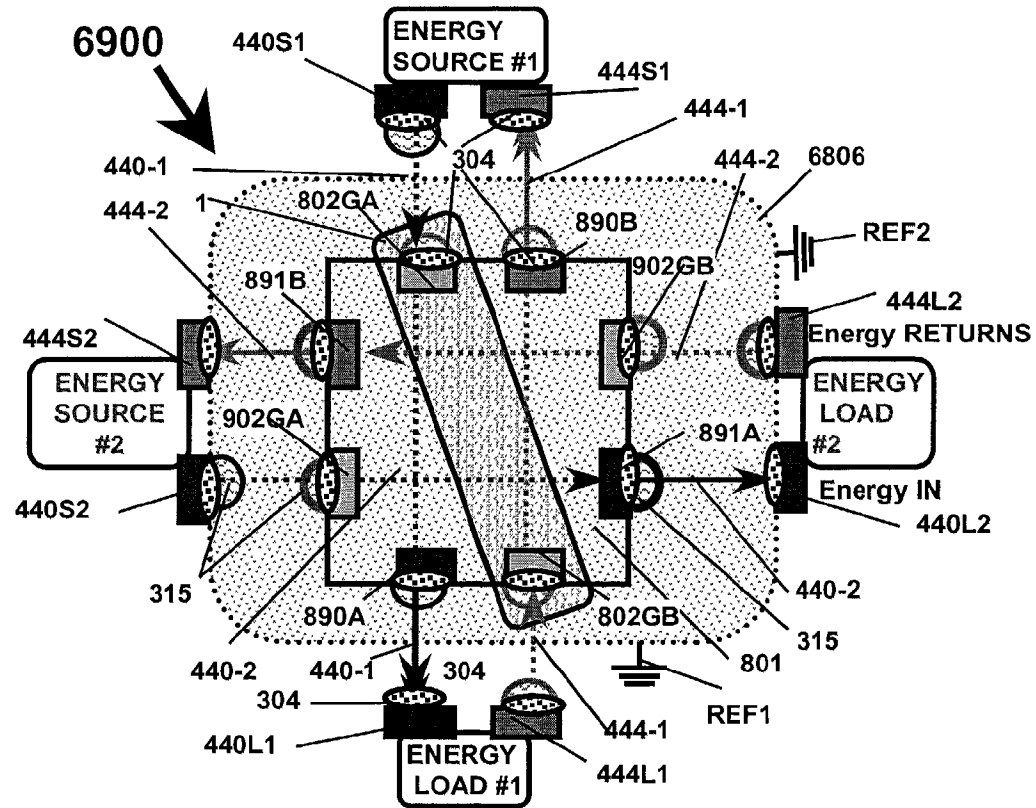 6900
440S1
ENERGY
SOURCE #1
444S1
304
444-1
440-1
444-2
6806
1
802GA
444-2
890B
REF2
891B
902GB
444L2
444S2
Energy RETURNS
ENERGY
SOURCE
#2
ENERGY
LOAD
#2
902GA
891A
440S2
Energy IN
440L2
315
890A
802GB
440-2
315
440-2
440-1
304
801
304
REF1
440L1
444-1
ENERGY
LOAD #1
444L1